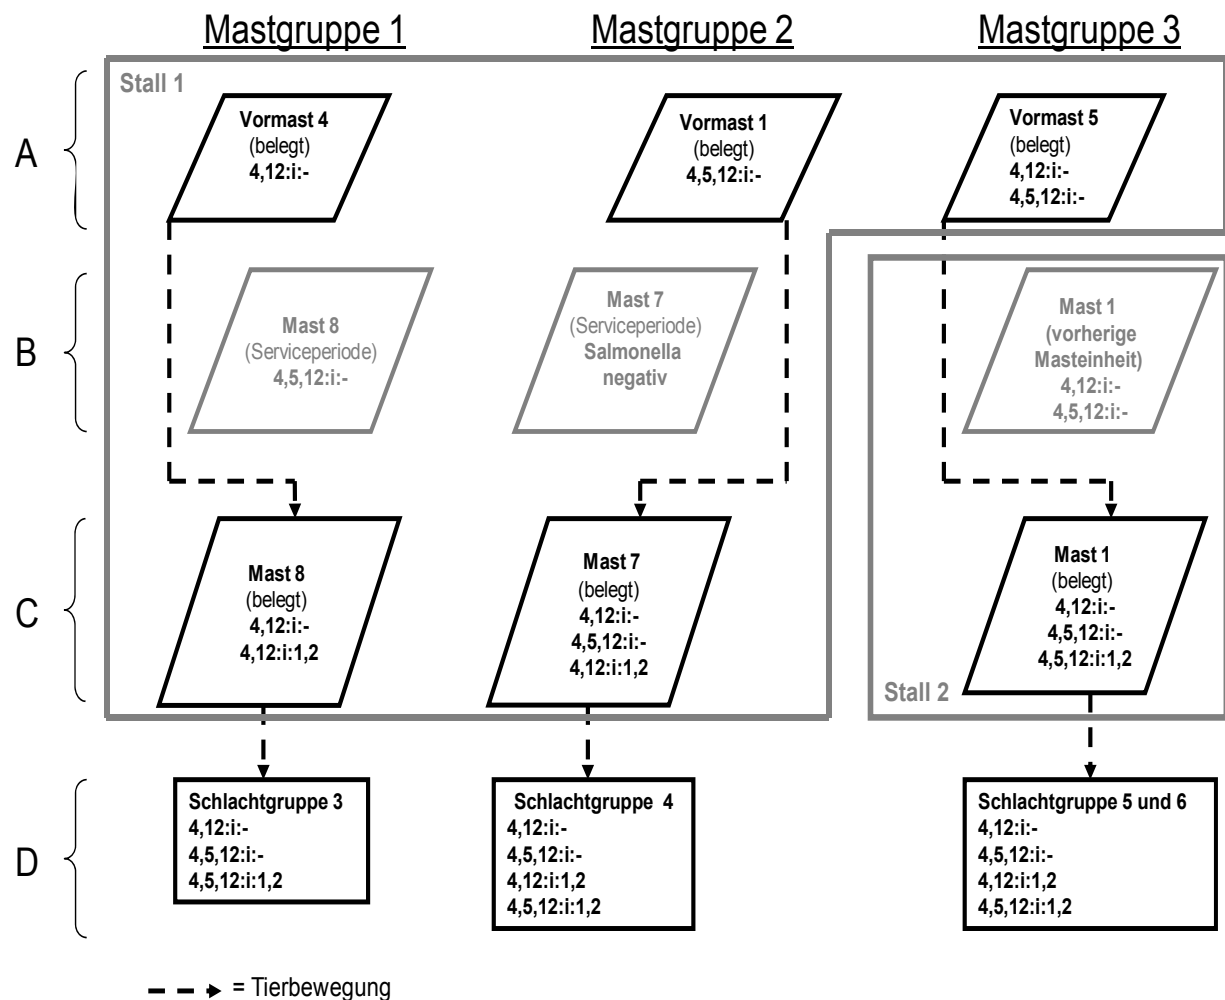 Mastgruppe 1
Mastgruppe 2
Mastgruppe 3
Stall 1
A
Vormast 4
(belegt)
4,12:i:-
Vormast 1
(belegt)
4,5,12:i:-
Vormast 5
(belegt)
4,12:i:-
4,5,12:i:-
B
Mast 8
(Serviceperiode)
4,5,12:i:-
Mast 7
(Serviceperiode)
Salmonella
negativ
Mast 1
(vorherige
Masteinheit)
4,12:i:-
4,5,12:i:-
C
Mast 8
(belegt)
4,12:i:-
4,12:i:1,2
Mast 7
(belegt)
4,12:i:-
4,5,12:i:-
4,12:i:1,2
Mast 1
(belegt)
4,12:i:-
4,5,12:i:-
4,5,12:i:1,2
Stall 2
D
Schlachtgruppe 3
4,12:i:-
4,5,12:i:-
4,5,12:i:1,2
Schlachtgruppe 4
4,12:i:-
4,5,12:i:-
4,12:i:1,2
4,5,12:i:1,2
Schlachtgruppe 5 und 6
4,12:i:-
4,5,12:i:-
4,12:i:1,2
4,5,12:i:1,2
= Tierbewegung